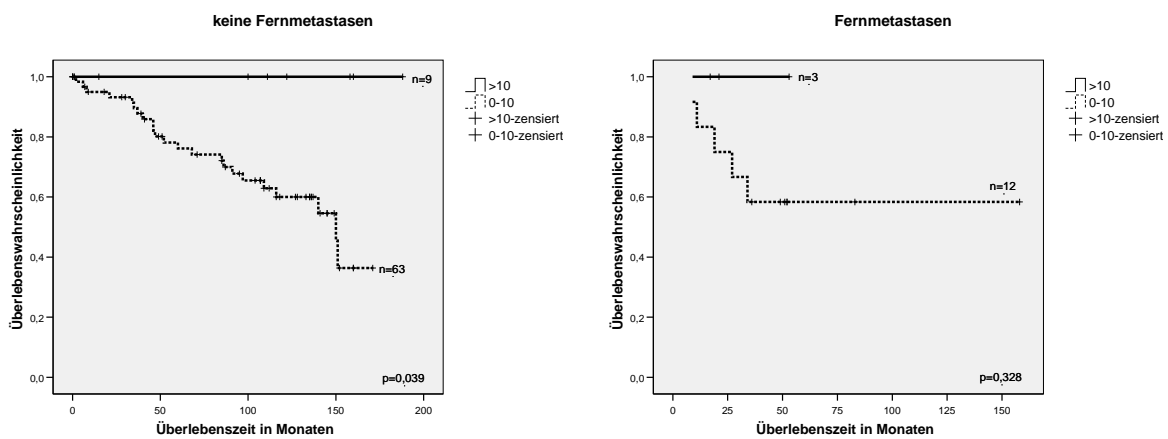 keine Fernmetastasen
Überlebenswahrscheinlichkeit
1,0
0,8
0,6
0,4
0,2
0,0
n=9
n=63
p=0,039
0
50
100
150
200
Überlebenszeit in Monaten
>10
0-10
>10-zensiert
0-10-zensiert
Fernmetastasen
Überlebenswahrscheinlichkeit
1,0
0,8
0,6
0,4
0,2
0,0
n=3
n=12
p=0,328
0
25
50
75
100
125
150
Überlebenszeit in Monaten
>10
0-10
>10-zensiert
0-10-zensiert